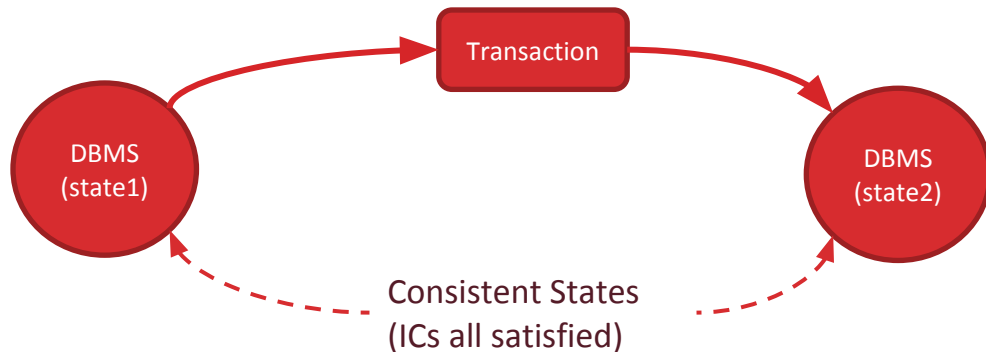 Transaction
DBMS
(state1)
DBMS
(state2)
Consistent States
(ICs all satisfied)